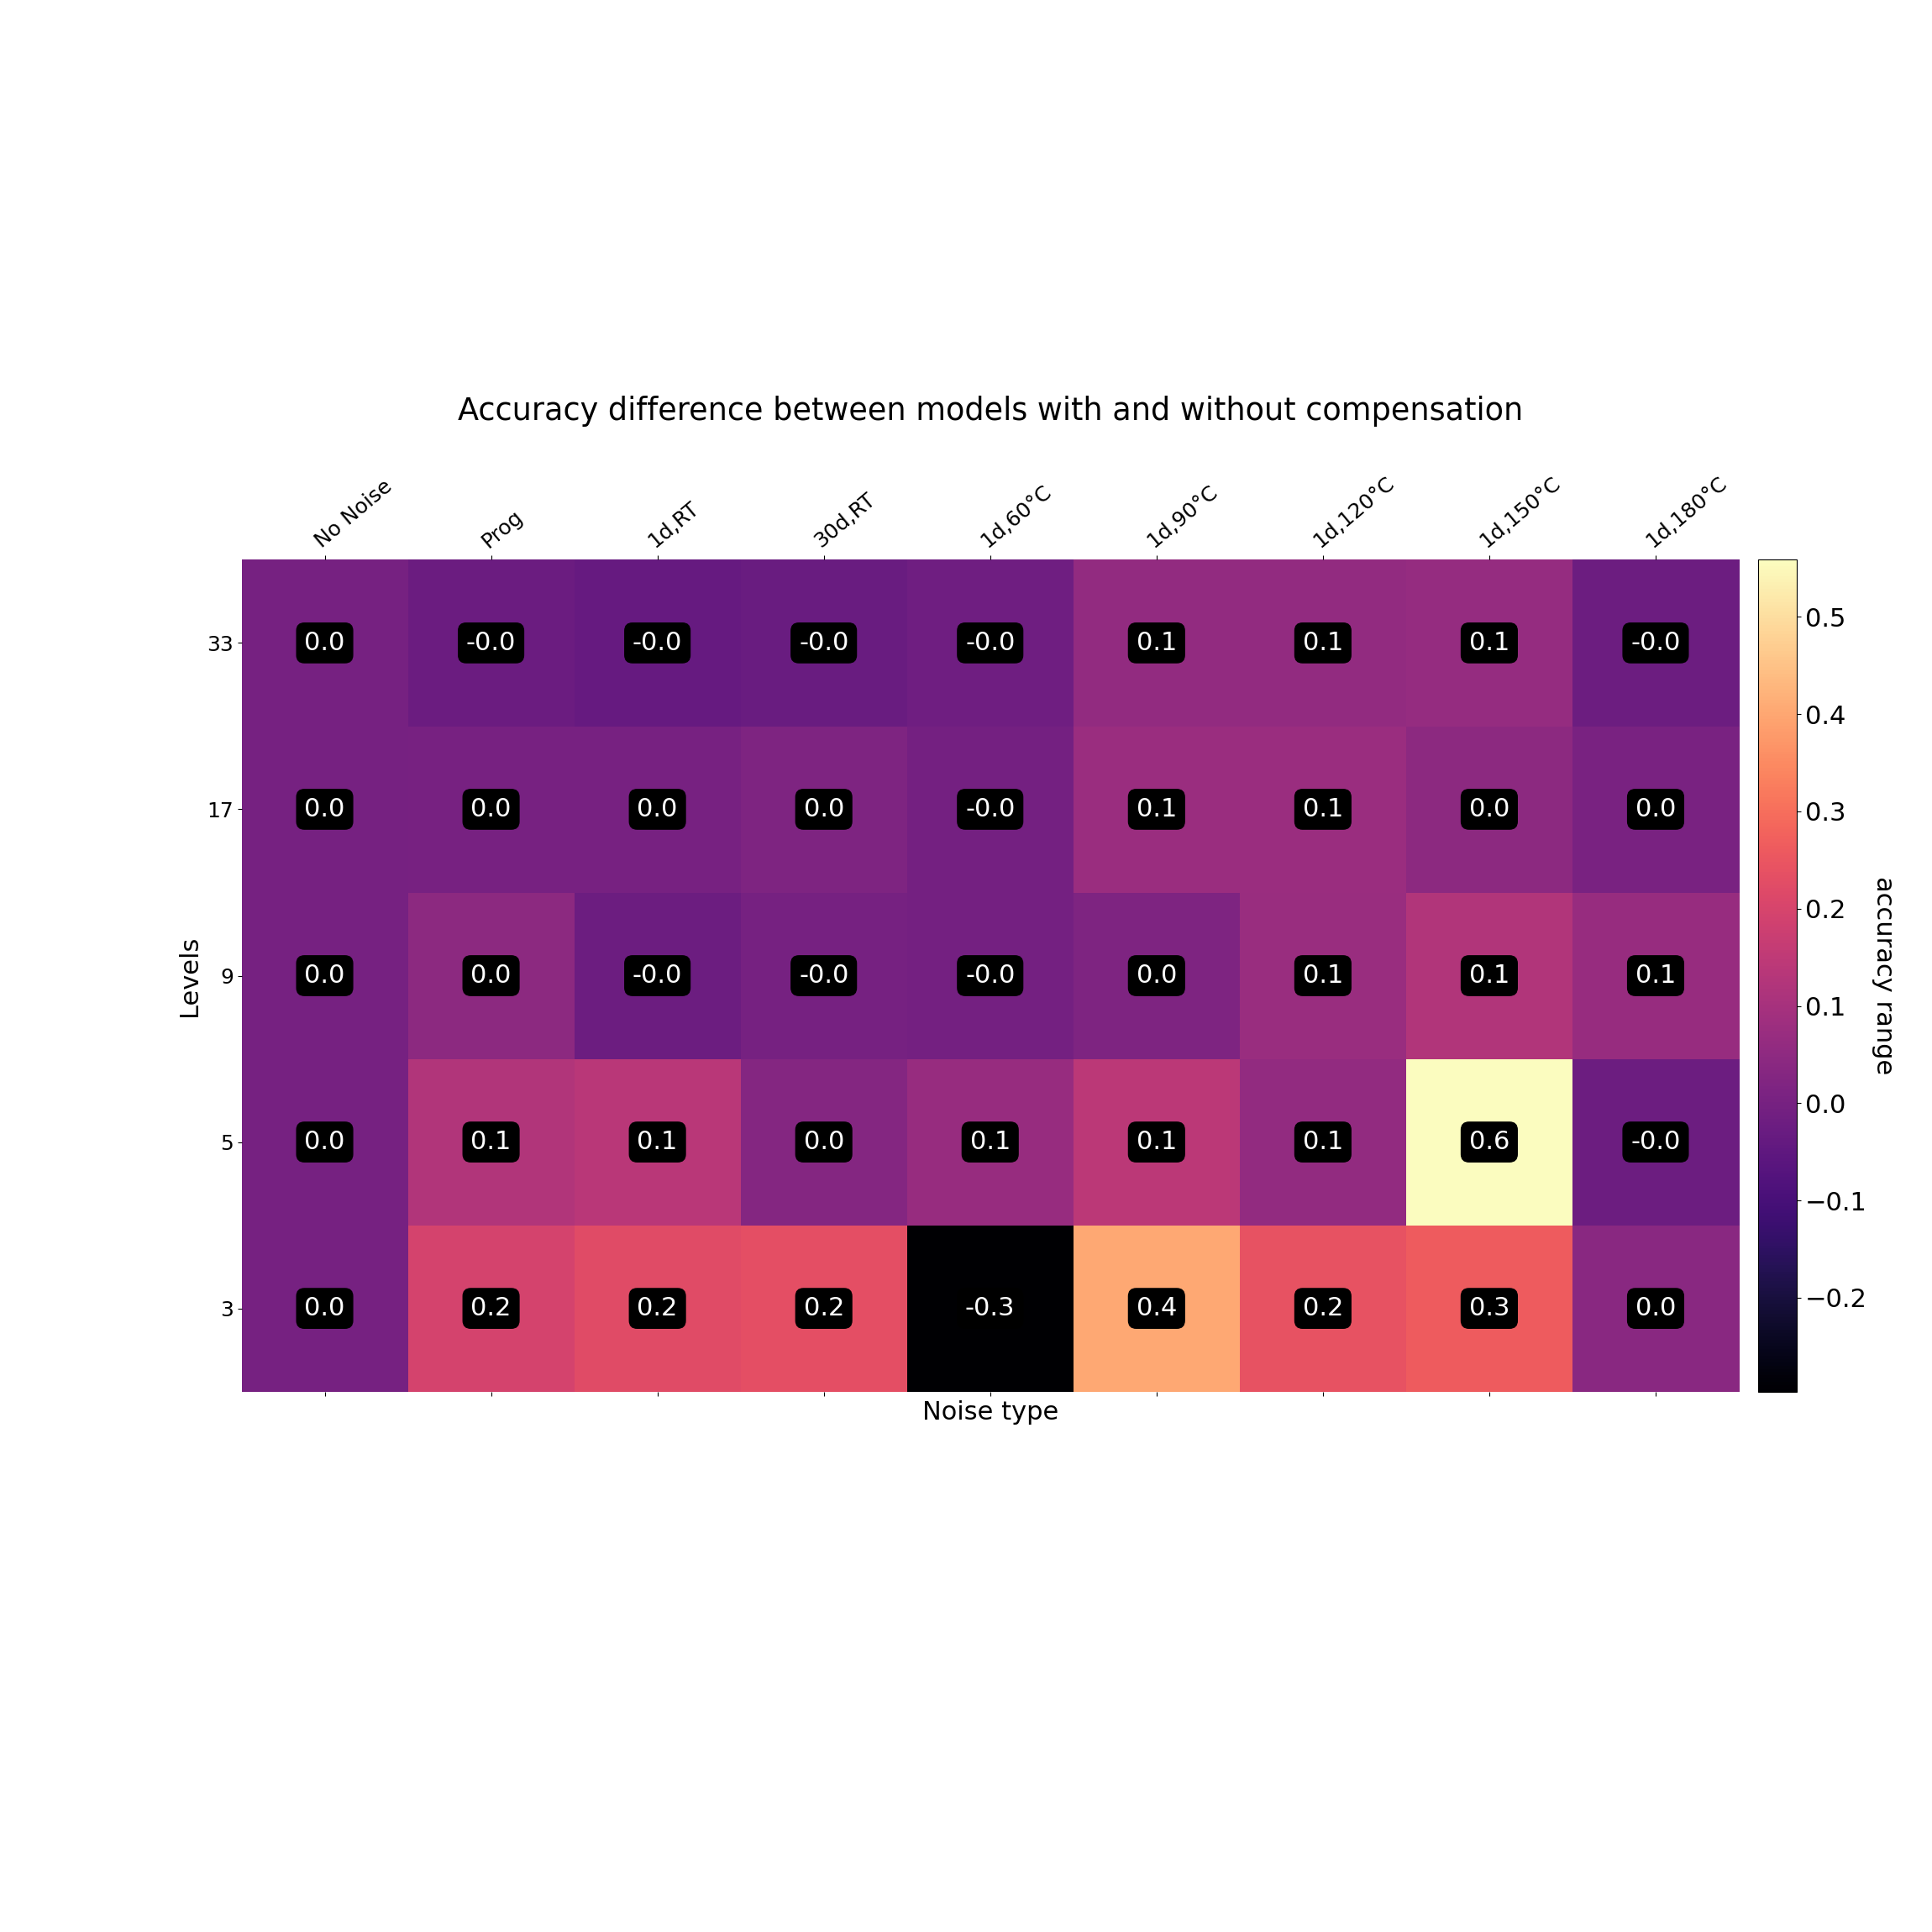 Accuracy difference between models with and without compensation
No Noise Prog 1d,RT 30d,RT 1d,60°C 1d,90°C 1d,120°C 1d,150°C 1d,180°C
33 0.0 -0.0 -0.0 -0.0 -0.0 0.1 0.1 0.1 -0.0
17 0.0 0.0 0.0 0.0 -0.0 0.1 0.1 0.0 0.0
9 0.0 0.0 -0.0 -0.0 -0.0 0.0 0.1 0.1 0.1
5 0.0 0.1 0.1 0.0 0.1 0.1 0.1 0.6 -0.0
3 0.0 0.2 0.2 0.2 -0.3 0.4 0.2 0.3 0.0
Levels
Noise type
0.5
0.4
0.3
0.2
0.1
0.0
−0.1
−0.2
accuracy range